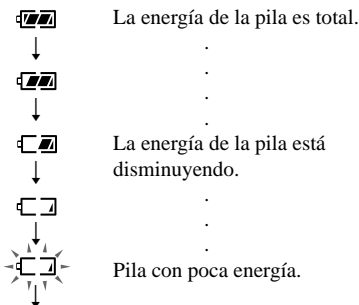 La energía de la pila es total.
.
.
.
La energía de la pila está
disminuyendo.
.
.
.
Pila con poca energía.